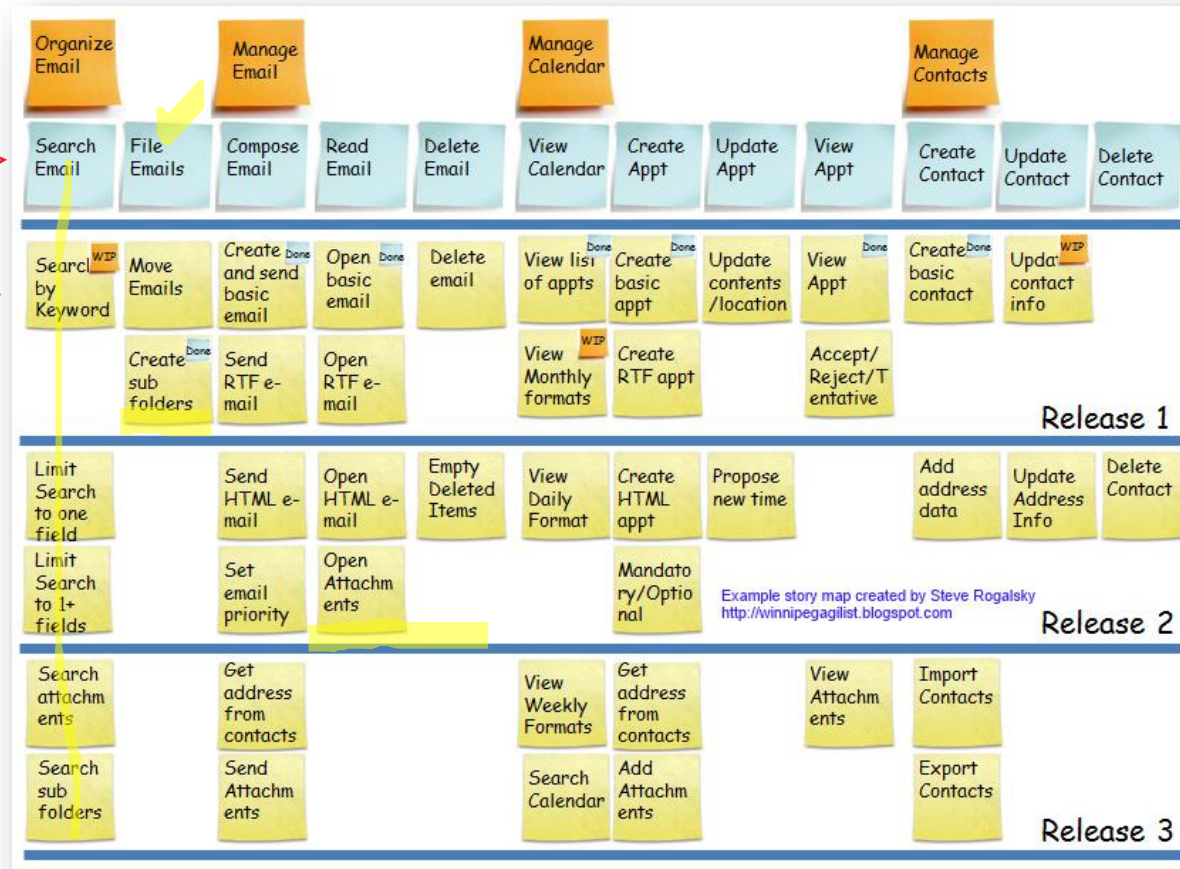 Organize
Email
Manage
Email
Manage
Calendar
Manage
Contacts
Search
Email
File
Emails
Compose
Email
Read
Email
Delete
Email
View
Calendar
Create
Appt
Update
Appt
View
Appt
Create
Contact
Update
Contact
Delete
Contact
Search
by
Keyword
WIP
Move
Emails
Create
and send
basic
email
Done
Open
basic
email
Done
Delete
email
View list
of appts
Done
Create
basic
appt
Done
Update
contents
/location
View
Appt
Done
Create
basic
contact
Done
Updat
contact
info
WIP
Create
sub
folders
Done
Send
RTF e-
mail
Open
RTF e-
mail
View
Monthly
formats
WIP
Create
RTF appt
Accept/
Reject/T
entative
Release 1
Limit
Search
to one
field
Send
HTML e-
mail
Open
HTML e-
mail
Empty
Deleted
Items
View
Daily
Format
Create
HTML
appt
Propose
new time
Add
address
data
Update
Address
Info
Delete
Contact
Limit
Search
to 1+
fields
Set
email
priority
Open
Attachm
ents
Mandato
ry/Optio
nal
Example story map created by Steve Rogalsky
http://winnipegagilist.blogspot.com
Release 2
Search
attachm
ents
Get
address
from
contacts
View
Weekly
Formats
Get
address
from
contacts
View
Attachm
ents
Import
Contacts
Search
sub
folders
Send
Attachm
ents
Search
Calendar
Add
Attachm
ents
Export
Contacts
Release 3